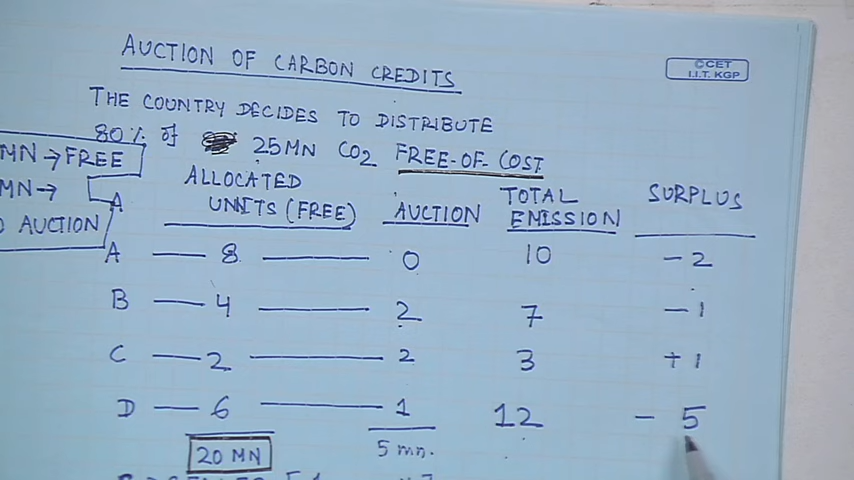 AUCTION OF CARBON CREDITS
©CET
I.I.T. KGP
THE COUNTRY DECIDES TO DISTRIBUTE
80% of 25MN CO2 FREE-OF-COST
MN → FREE
MN →
AUCTION
ALLOCATED UNITS (FREE) AUCTION TOTAL EMISSION SURPLUS
A — 8 — 0 10 -2
B — 4 — 2 7 -1
C — 2 — 2 3 +1
D — 6 — 1 12 - 5
20 MN 5 mn.